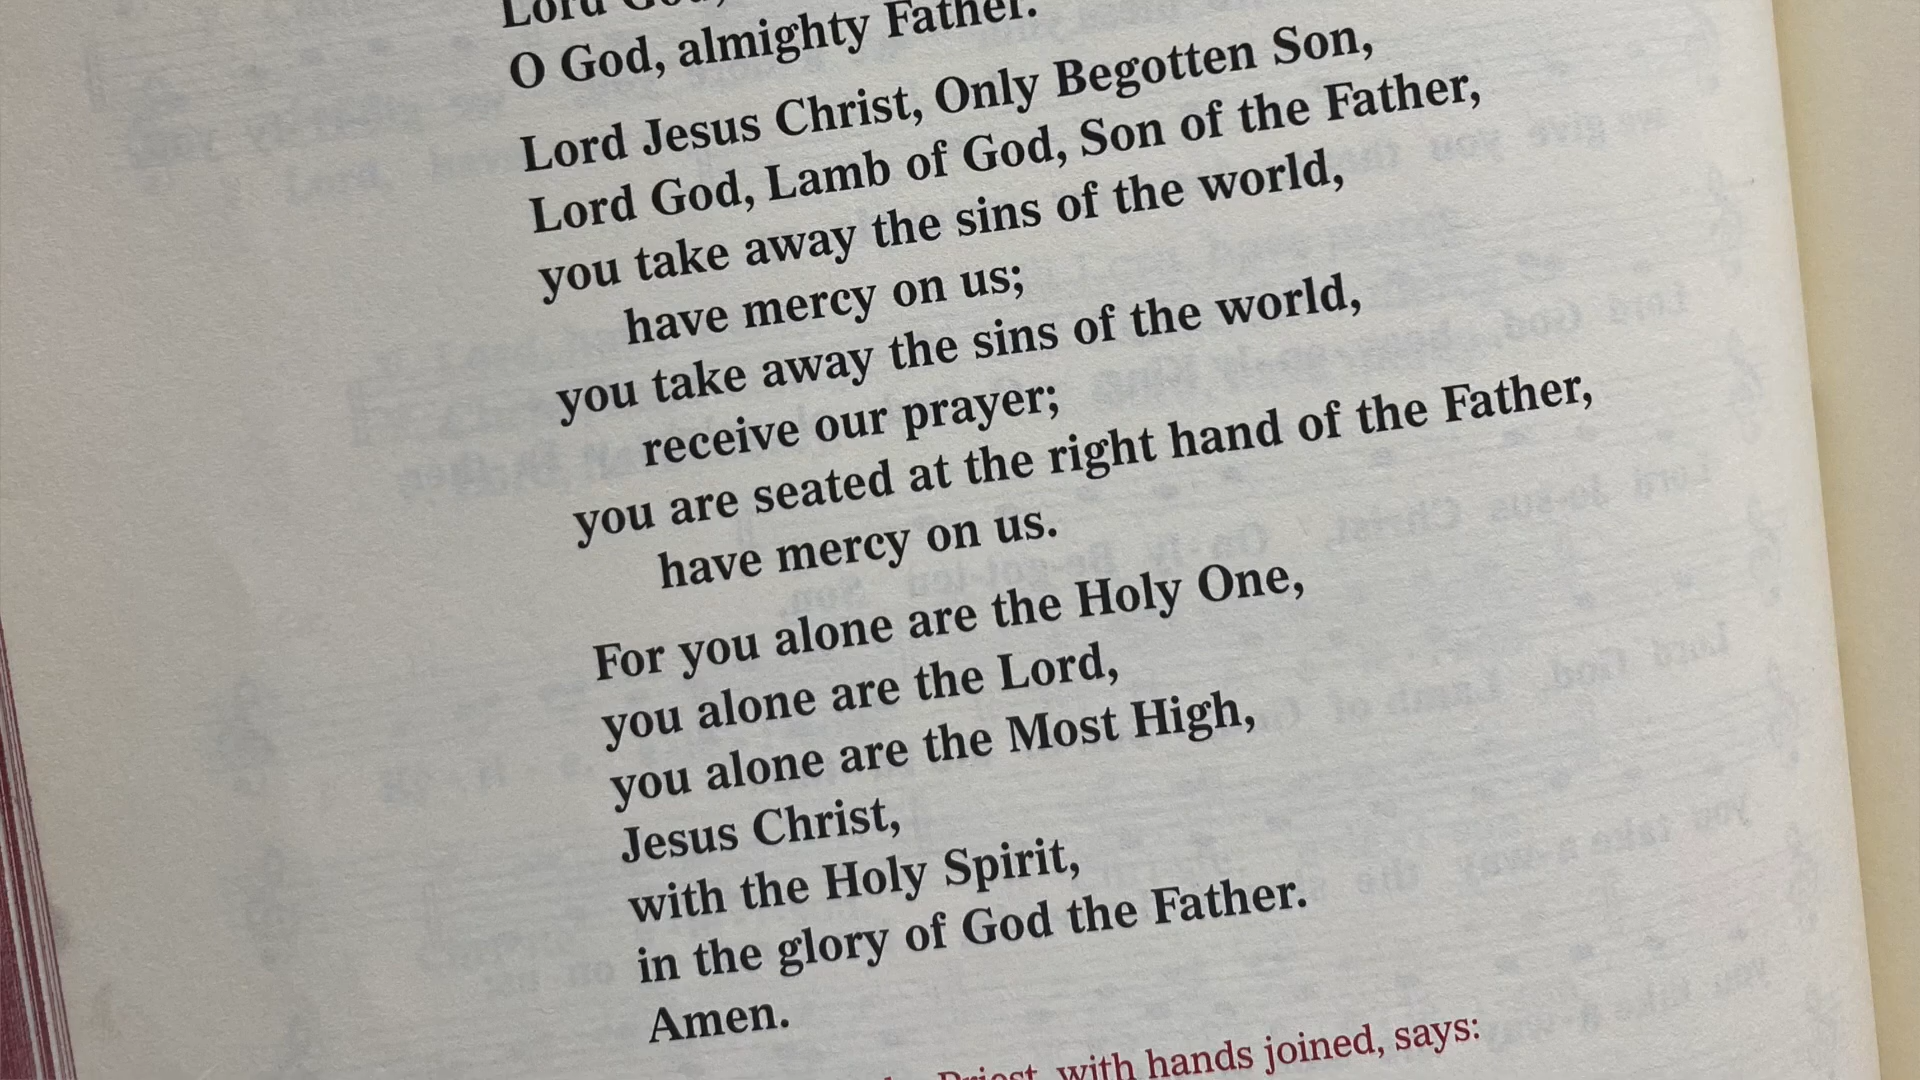 Lord God,
O God, almighty Father.
Lord Jesus Christ, Only Begotten Son,
Lord God, Lamb of God, Son of the Father,
you take away the sins of the world,
have mercy on us;
you take away the sins of the world,
receive our prayer;
you are seated at the right hand of the Father,
have mercy on us.
For you alone are the Holy One,
you alone are the Lord,
you alone are the Most High,
Jesus Christ,
with the Holy Spirit,
in the glory of God the Father.
Amen.
Priest, with hands joined, says: